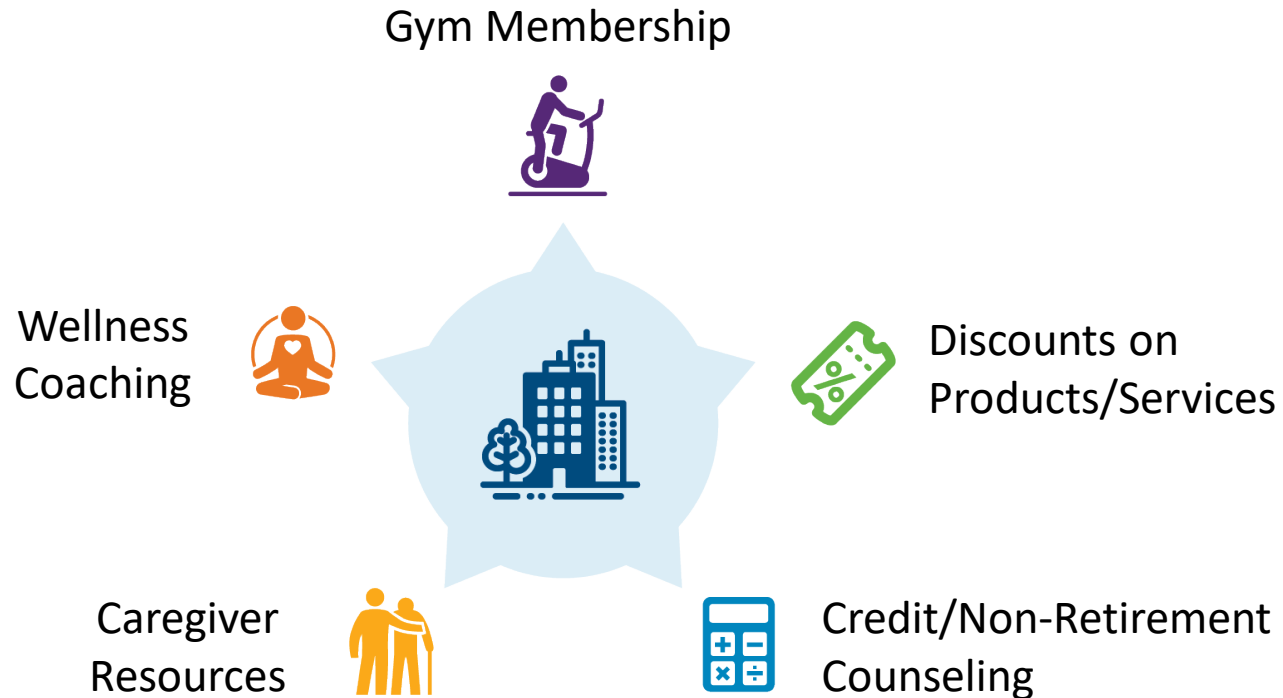 Gym Membership
Wellness
Coaching
Discounts on
Products/Services
Caregiver
Resources
Credit/Non-Retirement
Counseling